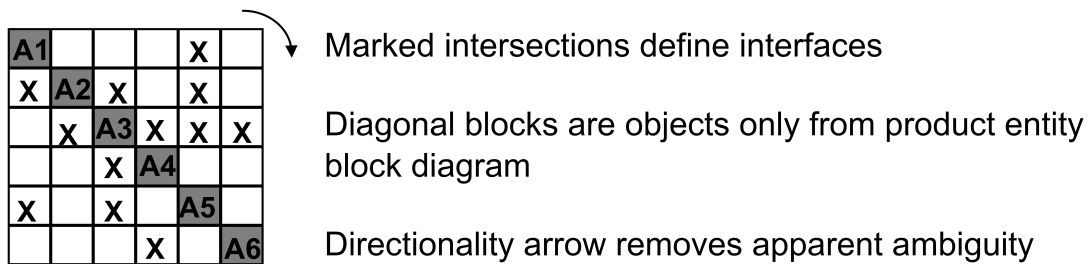 A1 X
X A2 X X
X A3 X X X
X A4
X X A5
X A6
Marked intersections define interfaces
Diagonal blocks are objects only from product entity
block diagram
Directionality arrow removes apparent ambiguity